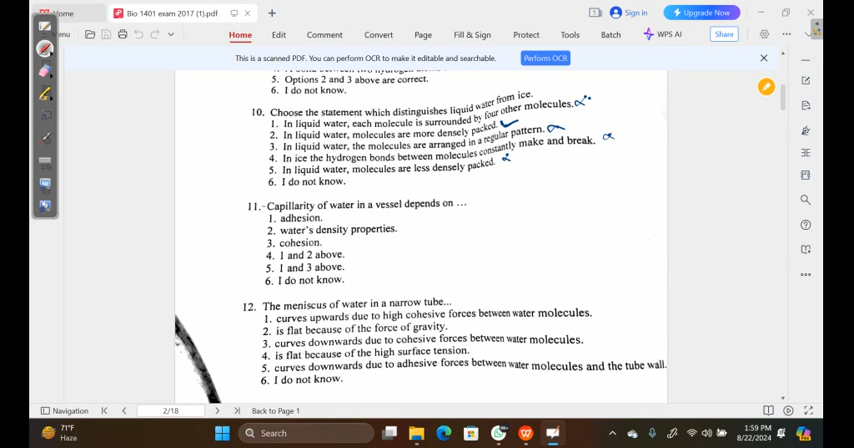 Home
Bio 1401 exam 2017 (1).pdf
Sign in
Upgrade Now
Home
Edit
Comment
Convert
Page
Fill & Sign
Protect
Tools
Batch
WPS AI
Share
This is a scanned PDF. You can perform OCR to make it editable and searchable.
Perform OCR
5. Options 2 and 3 above are correct.
6. I do not know.
10. Choose the statement which distinguishes liquid water from ice.
1. In liquid water, each molecule is surrounded by four other molecules.
2. In liquid water, molecules are more densely packed.
3. In liquid water, the molecules are arranged in a regular pattern.
4. In ice the hydrogen bonds between molecules constantly make and break.
5. In liquid water, molecules are less densely packed.
6. I do not know.
11. Capillarity of water in a vessel depends on ...
1. adhesion.
2. water's density properties.
3. cohesion.
4. 1 and 2 above.
5. 1 and 3 above.
6. I do not know.
12. The meniscus of water in a narrow tube...
1. curves upwards due to high cohesive forces between water molecules.
2. is flat because of the force of gravity.
3. curves downwards due to cohesive forces between water molecules.
4. is flat because of the high surface tension.
5. curves downwards due to adhesive forces between water molecules and the tube wall.
6. I do not know.
Navigation
2/18
Back to Page 1
71°F
Haze
Search
1:59 PM
8/22/2024